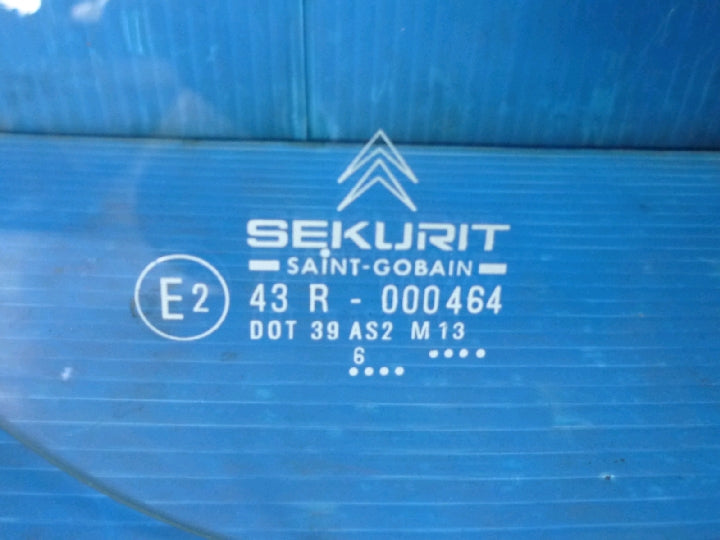 SEKURIT
SAINT-GOBAIN
E2 43 R - 000464
DOT 39 AS2 M13
6